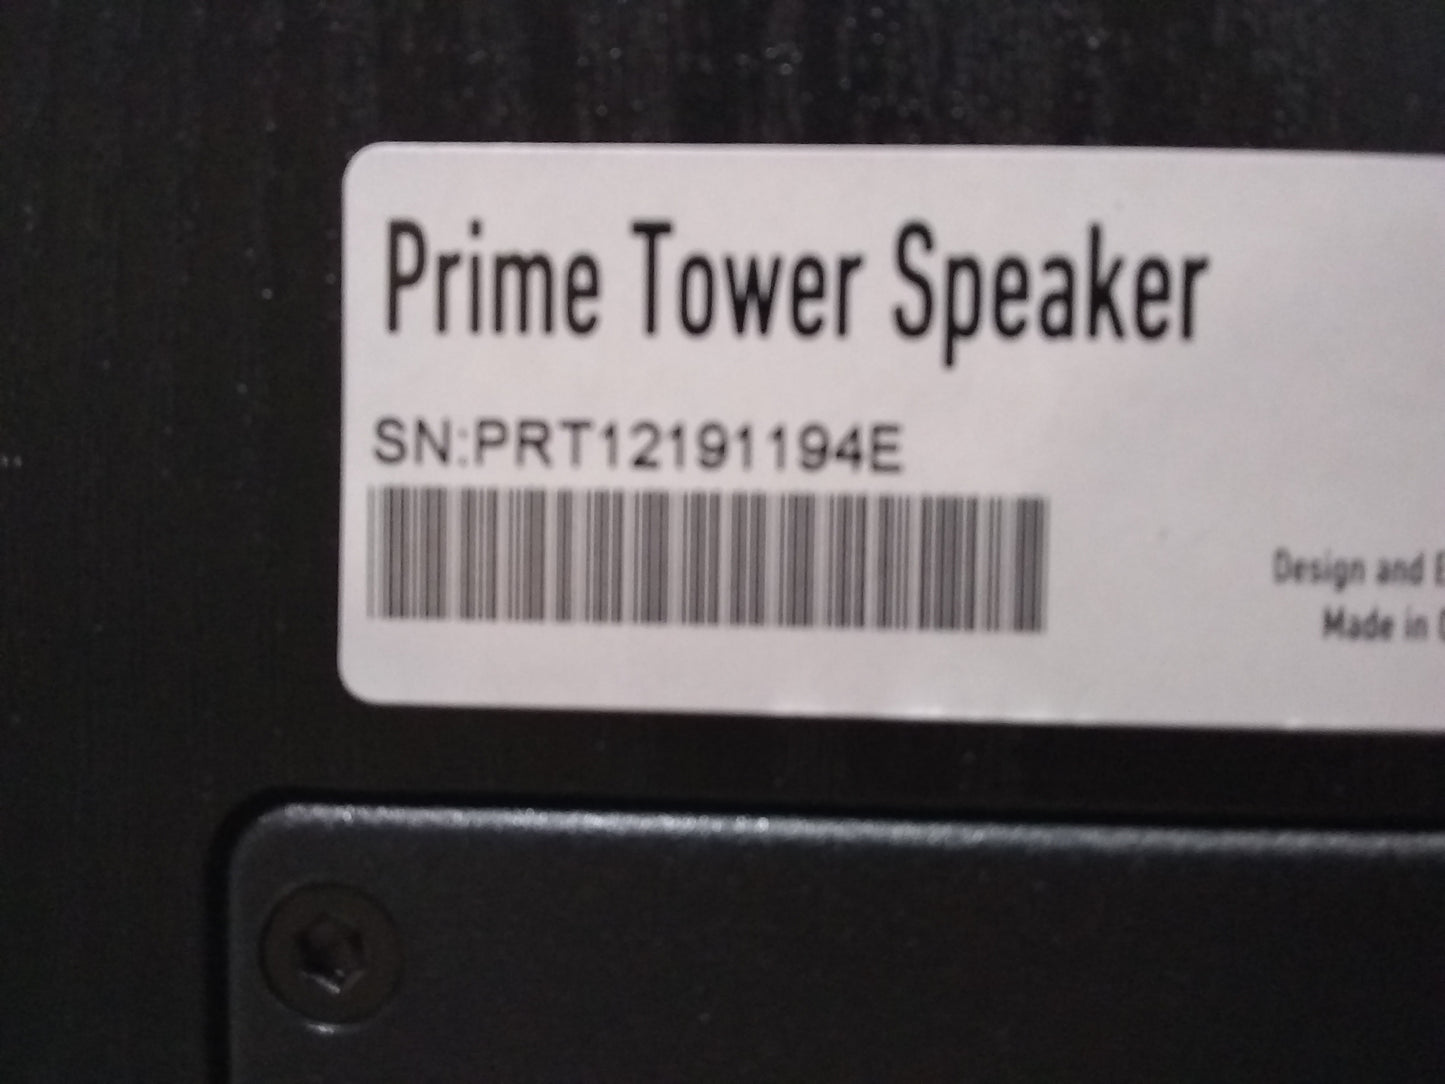 Prime Tower Speaker
SN:PRT12191194E
Design and
Made in